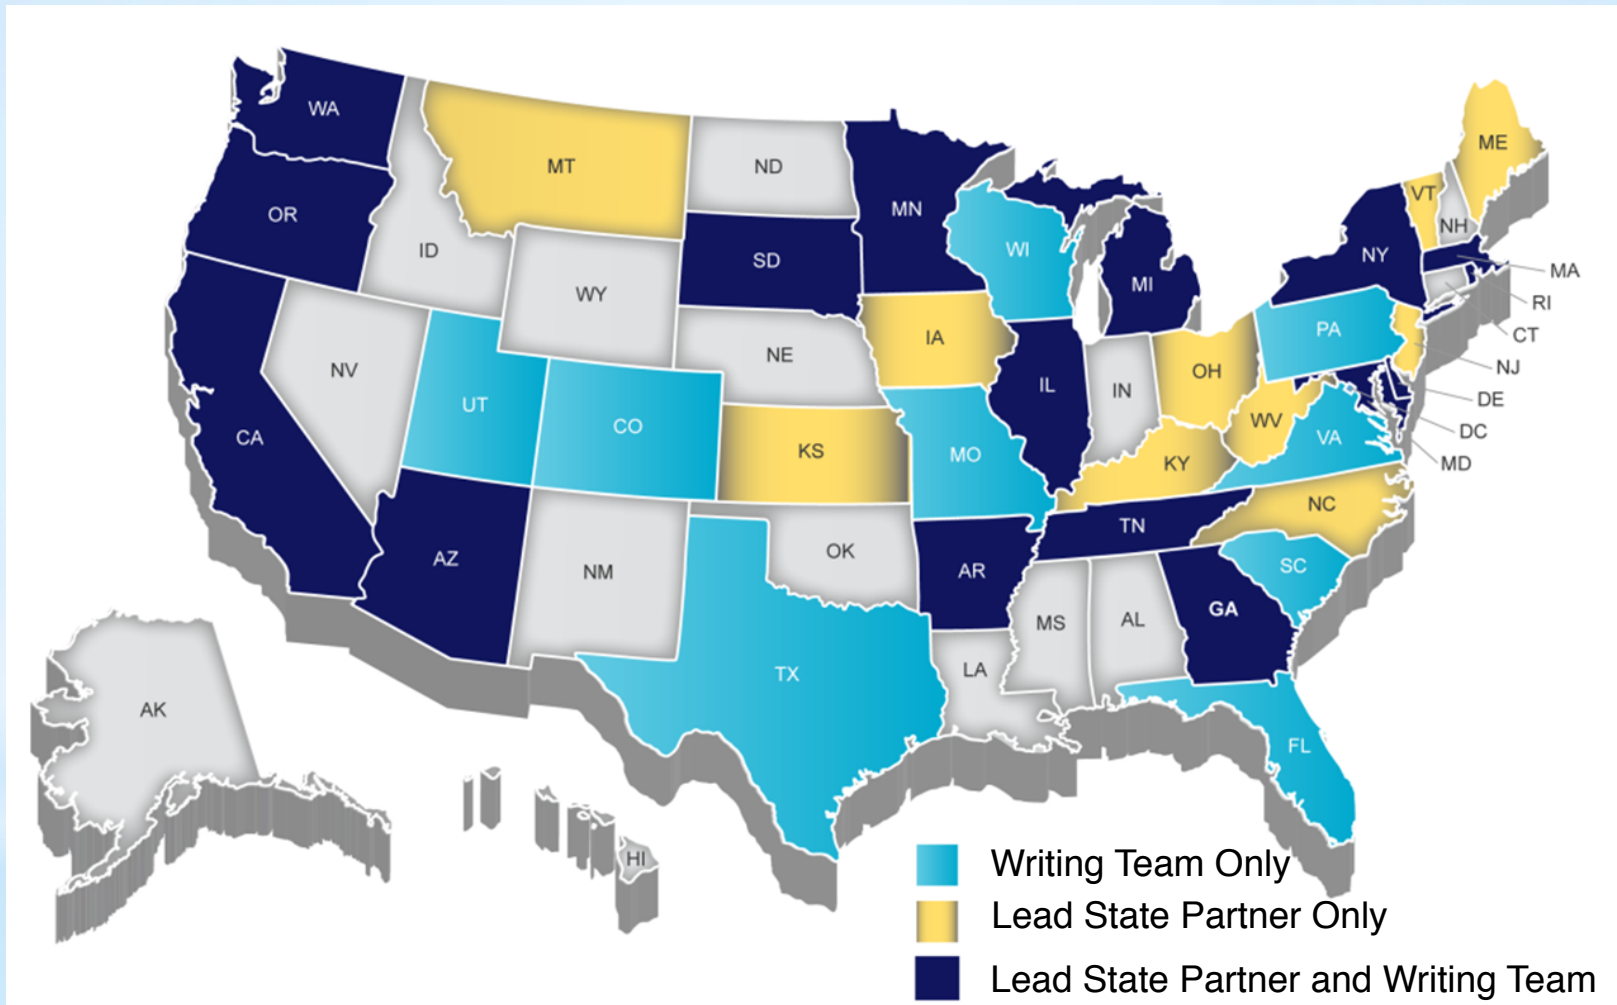 WA
MT
ND
MN
ME
VT
NH
OR
ID
SD
WI
MI
NY
MA
WY
RI
IA
PA
CT
NE
NV
IL
IN
OH
NJ
UT
DE
CO
WV
DC
CA
KS
MO
KY
VA
MD
NC
TN
AZ
NM
OK
AR
SC
MS
AL
GA
TX
LA
AK
FL
HI
Writing Team Only
Lead State Partner Only
Lead State Partner and Writing Team